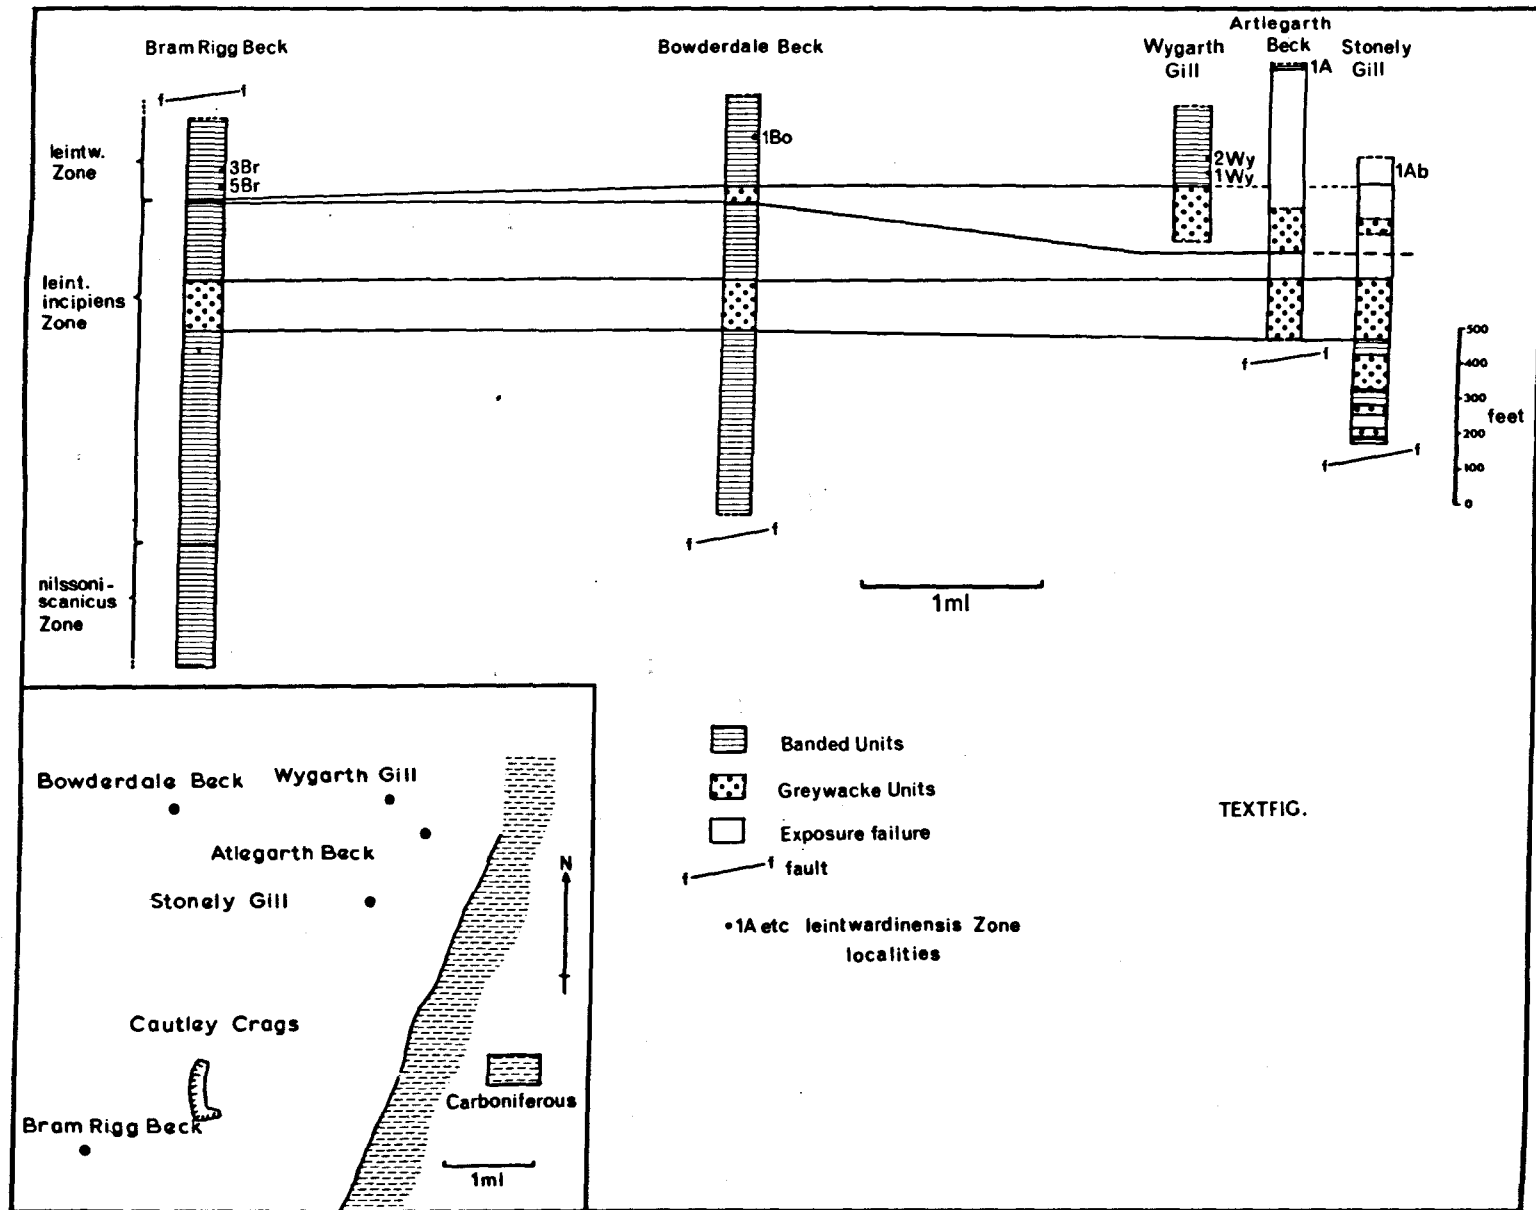 Bram Rigg Beck
Bowderdale Beck
Wygarth
Gill
Artlegarth
Beck
Stonely
Gill
f f
1A
leintw.
Zone
3Br
5Br
1Bo
2Wy
1Wy
1Ab
leint.
incipiens
Zone
f f
500
400
300
200
100
0
feet
f f
f f
nilssoni-
scanicus
Zone
1ml
Banded Units
Greywacke Units
Exposure failure
f f fault
•1A etc leintwardinensis Zone
localities
TEXTFIG.
Bowderdale Beck
Wygarth Gill
Atlegarth Beck
Stonely Gill
N
Cautley Crags
Carboniferous
Bram Rigg Beck
1ml